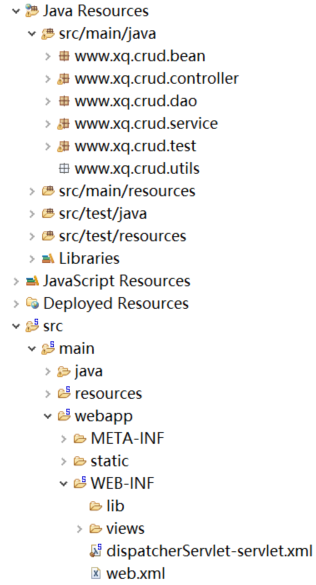 Java Resources
src/main/java
www.xq.crud.bean
www.xq.crud.controller
www.xq.crud.dao
www.xq.crud.service
www.xq.crud.test
www.xq.crud.utils
src/main/resources
src/test/java
src/test/resources
Libraries
JavaScript Resources
Deployed Resources
src
main
java
resources
webapp
META-INF
static
WEB-INF
lib
views
dispatcherServlet-servlet.xml
web.xml